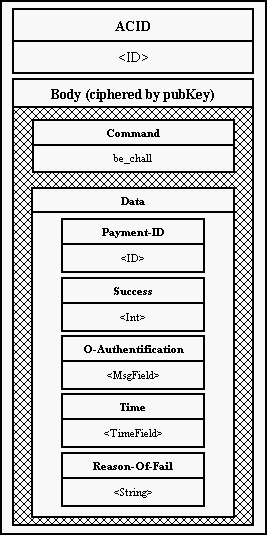 ACID
<ID>
Body (ciphered by pubKey)
Command
be_chall
Data
Payment-ID
<ID>
Success
<Int>
O-Authentification
<MsgField>
Time
<TimeField>
Reason-Of-Fail
<String>